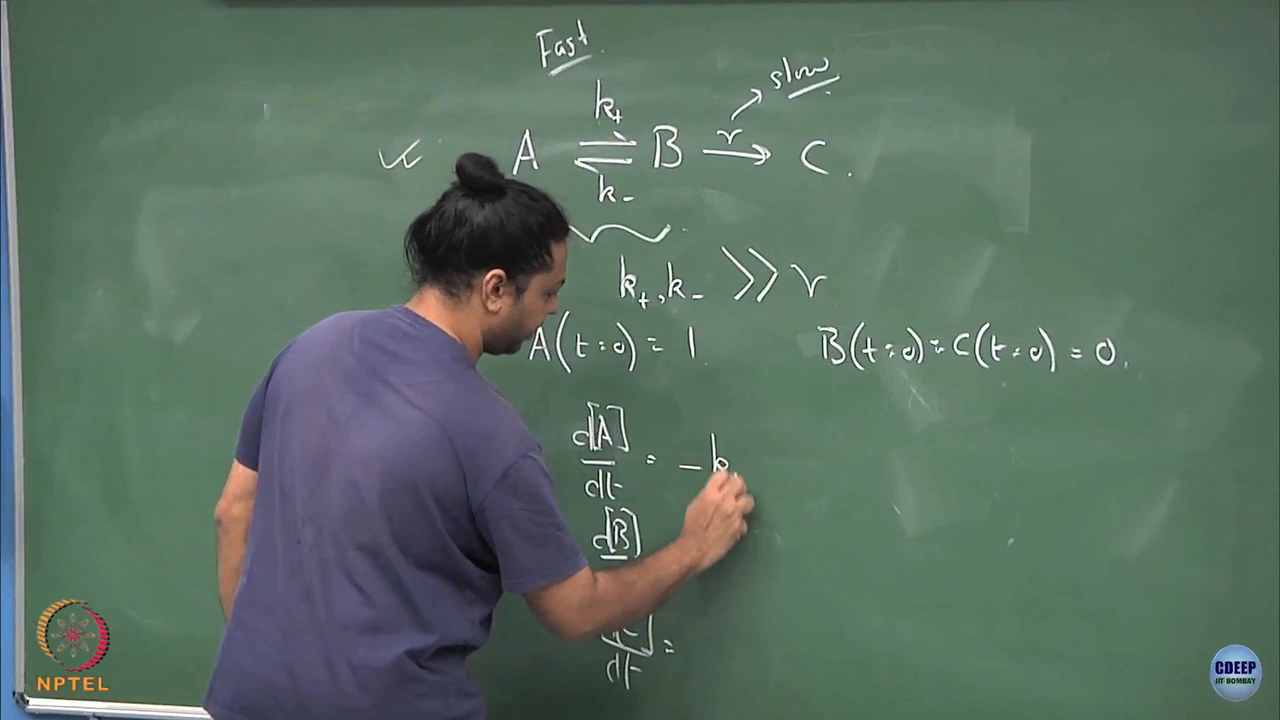 Fast
slow
k+
A ⇌ B r→ C.
k-
k+, k- >> r
A(t=0) = 1
B(t=0) = C(t=0) = 0.
d[A]/dt = - k
d[B]
dt =
NPTEL
CDEEP
IIT BOMBAY